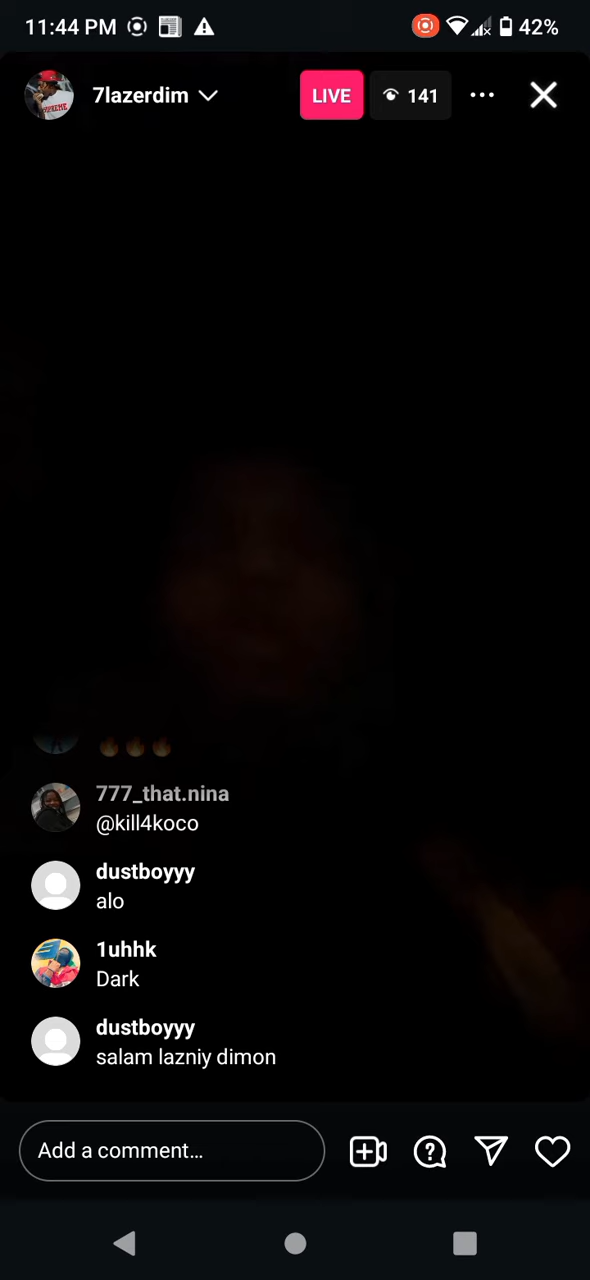 11:44 PM
42%
7lazerdim
LIVE
141
🔥🔥🔥
777_that.nina
@kill4koco
dustboyyy
alo
1uhhk
Dark
dustboyyy
salam lazniy dimon
Add a comment…